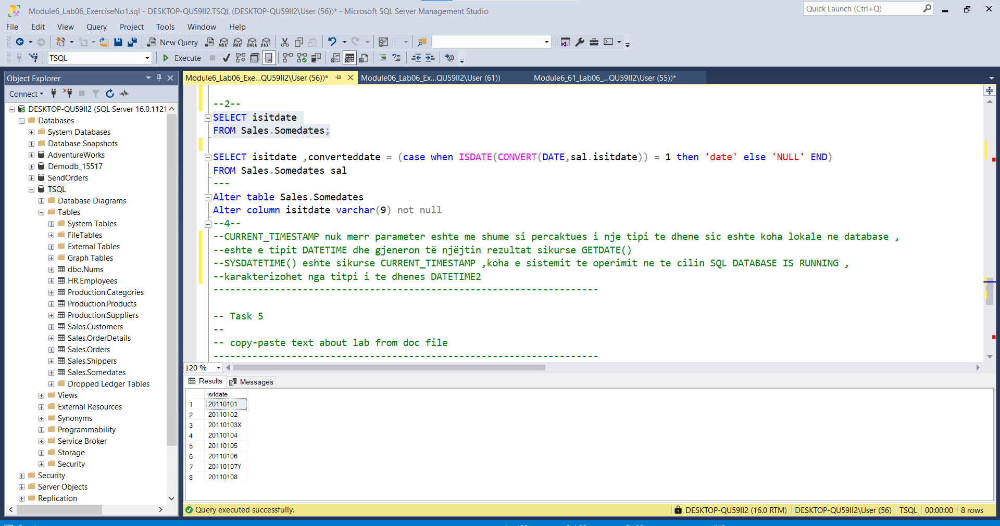 Module6_Lab06_ExerciseNo1.sql - DESKTOP-QU59II2.TSQL (DESKTOP-QU59II2\User (56))* - Microsoft SQL Server Management Studio
Quick Launch (Ctrl+Q)
File Edit View Query Project Tools Window Help
New Query
MDX DMX XMLA DAX
TSQL
Execute
Object Explorer
Module6_Lab06_Exe...QU59II2\User (56))*
Module06_Lab06_Ex...QU59II2\User (61))
Module6_61_Lab06_...QU59II2\User (55))*
Connect
DESKTOP-QU59II2 (SQL Server 16.0.1121
Databases
System Databases
Database Snapshots
AdventureWorks
Demodb_15517
SendOrders
TSQL
Database Diagrams
Tables
System Tables
FileTables
External Tables
Graph Tables
dbo.Nums
HR.Employees
Production.Categories
Production.Products
Production.Suppliers
Sales.Customers
Sales.OrderDetails
Sales.Orders
Sales.Shippers
Sales.Somedates
Dropped Ledger Tables
Views
External Resources
Synonyms
Programmability
Service Broker
Storage
Security
Security
Server Objects
Replication
--2--
SELECT isitdate
FROM Sales.Somedates;
SELECT isitdate ,converteddate = (case when ISDATE(CONVERT(DATE,sal.isitdate)) = 1 then 'date' else 'NULL' END)
FROM Sales.Somedates sal
---
Alter table Sales.Somedates
Alter column isitdate varchar(9) not null
--4--
--CURRENT_TIMESTAMP nuk merr parameter eshte me shume si percaktues i nje tipi te dhene sic eshte koha lokale ne database ,
--eshte e tipit DATETIME dhe gjeneron të njëjtin rezultat sikurse GETDATE()
--SYSDATETIME() eshte sikurse CURRENT_TIMESTAMP ,koha e sistemit te operimit ne te cilin SQL DATABASE IS RUNNING ,
--karakterizohet nga titpi i te dhenes DATETIME2
---------------------------------------------------------------------
-- Task 5
--
-- copy-paste text about lab from doc file
---------------------------------------------------------------------
120 %
Results Messages
isitdate
1 20110101
2 20110102
3 20110103X
4 20110104
5 20110105
6 20110106
7 20110107Y
8 20110108
Query executed successfully.
DESKTOP-QU59II2 (16.0 RTM) DESKTOP-QU59II2\User (56) TSQL 00:00:00 8 rows